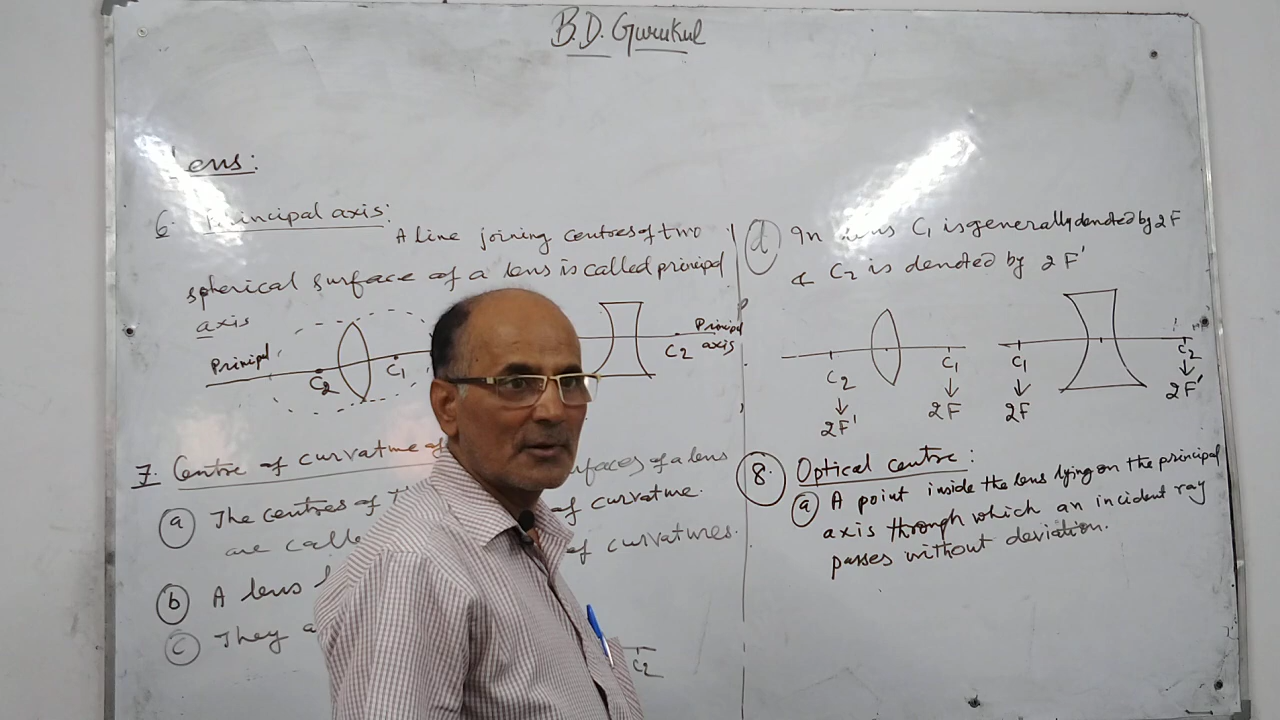 B.D. Gurukul
Lens:
6. Principal axis:
A line joining centres of two
spherical surface of a lens is called principal
axis
Principal
C2
C1
C2
Principal
axis
7. Centre of curvature of
surfaces of a lens
(a) The centres of
of curvature.
are calle
of curvatures.
(b) A lens
(c) They a
C2
(d) In lens C1 is generally denoted by 2F
& C2 is denoted by 2F'
C2
↓
2F'
C1
↓
2F
C1
↓
2F
C2
↓
2F'
(8.) Optical centre:
(a) A point inside the lens lying on the principal
axis through which an incident ray
passes without deviation.